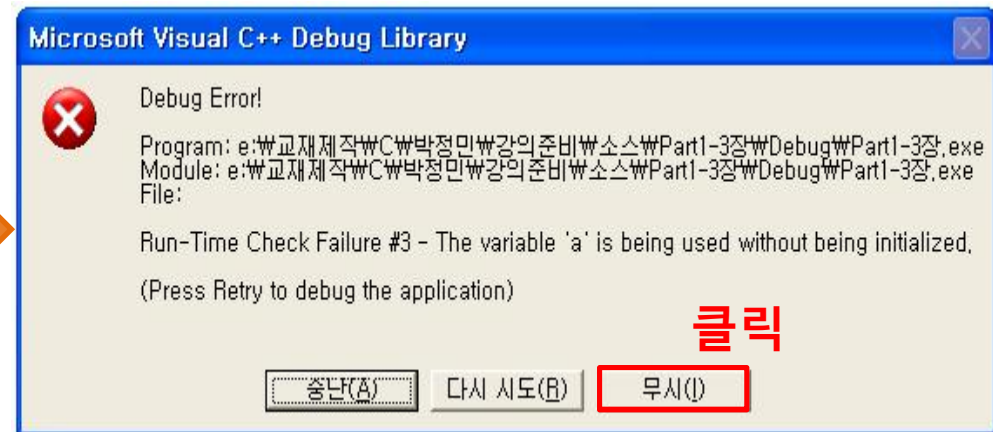 Microsoft Visual C++ Debug Library
Debug Error!
Program: e:₩교재제작₩C₩박정민₩강의준비₩소스₩Part1-3장₩Debug₩Part1-3장.exe
Module: e:₩교재제작₩C₩박정민₩강의준비₩소스₩Part1-3장₩Debug₩Part1-3장.exe
File:
Run-Time Check Failure #3 - The variable 'a' is being used without being initialized.
(Press Retry to debug the application)
클릭
중단(A) 다시 시도(R) 무시(I)